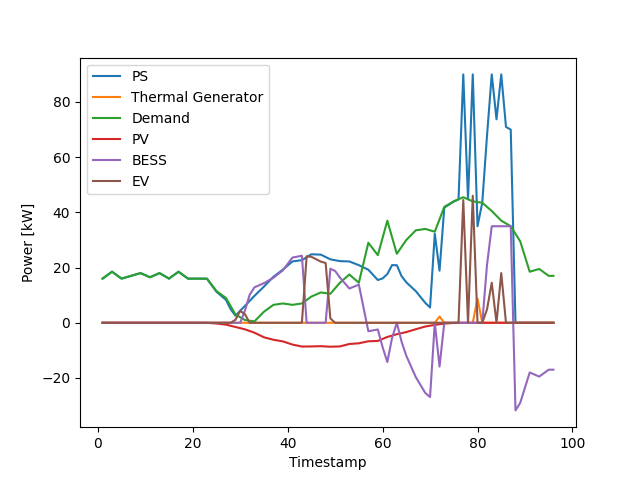 PS
Thermal Generator
Demand
PV
BESS
EV
Power [kW]
80
60
40
20
0
−20
0 20 40 60 80 100
Timestamp